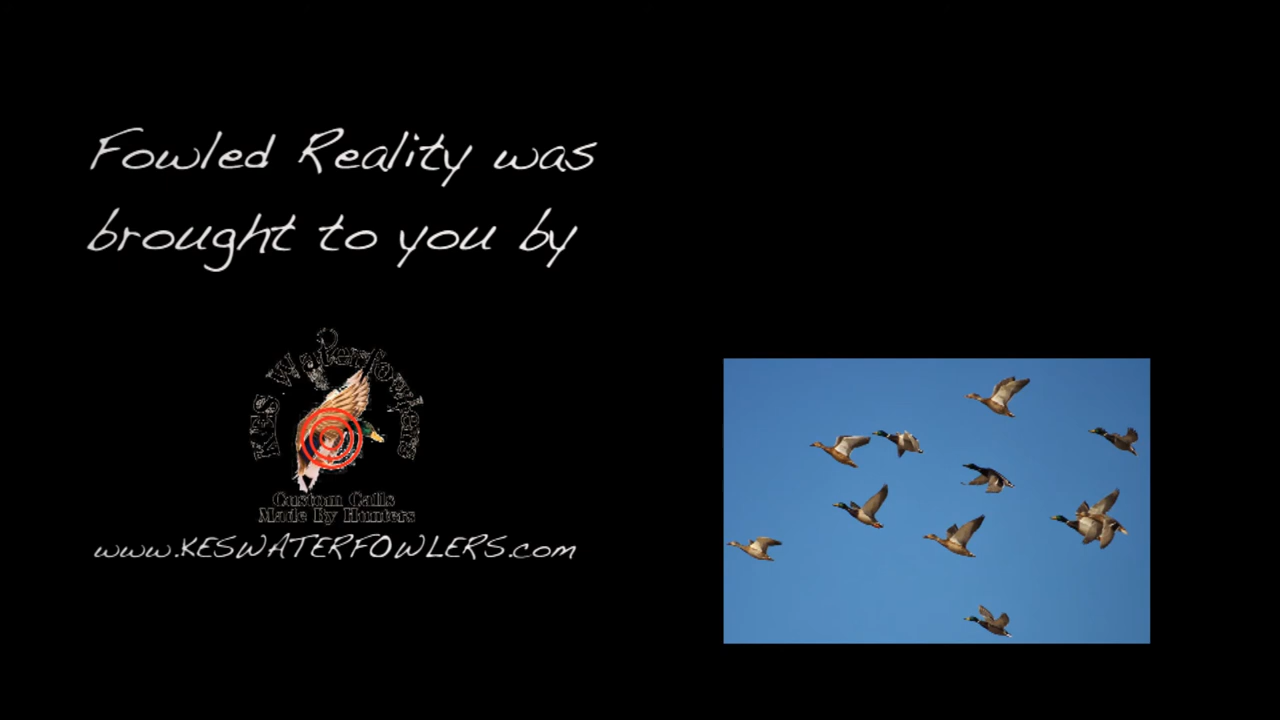 Fowled Reality was
brought to you by
KES Waterfowlers
Custom Calls
Made By Hunters
www.KESWATERFOWLERS.com